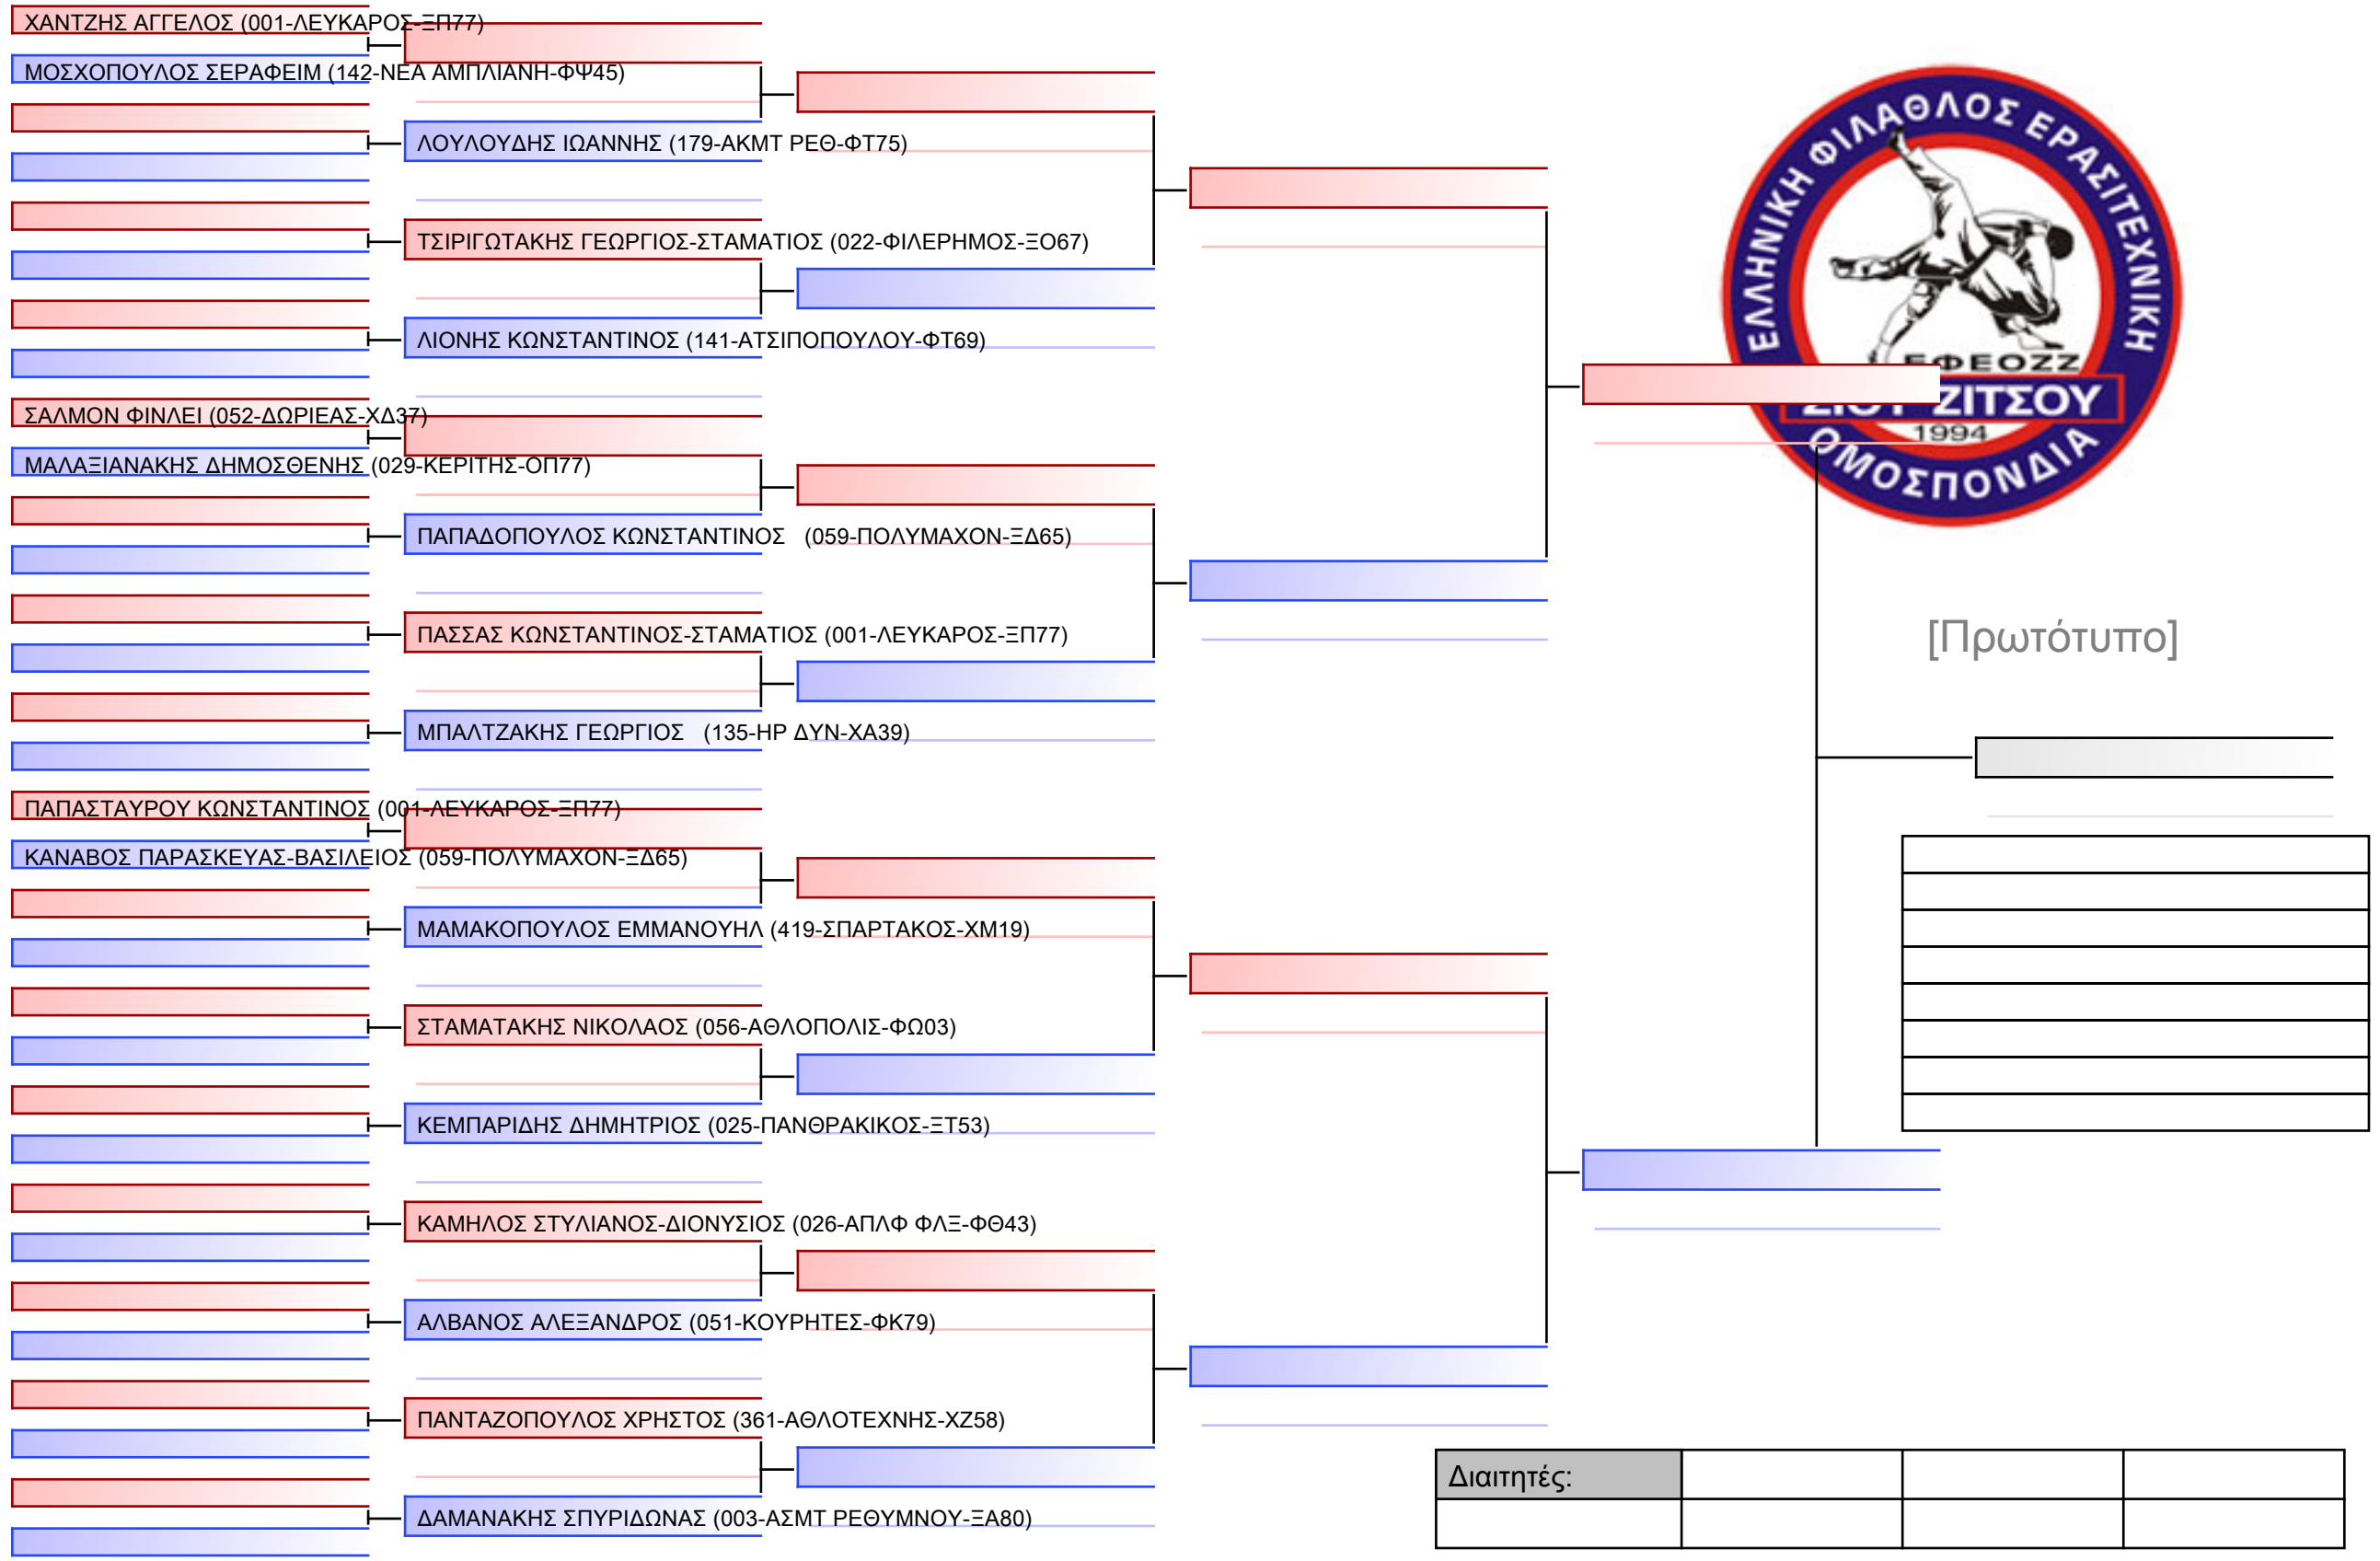 ΧΑΝΤΖΗΣ ΑΓΓΕΛΟΣ (001-ΛΕΥΚΑΡΟΣ-ΞΠ77)
ΜΟΣΧΟΠΟΥΛΟΣ ΣΕΡΑΦΕΙΜ (142-ΝΕΑ ΑΜΠΛΙΑΝΗ-ΦΨ45)
ΛΟΥΛΟΥΔΗΣ ΙΩΑΝΝΗΣ (179-ΑΚΜΤ ΡΕΘ-ΦΤ75)
ΤΣΙΡΙΓΩΤΑΚΗΣ ΓΕΩΡΓΙΟΣ-ΣΤΑΜΑΤΙΟΣ (022-ΦΙΛΕΡΗΜΟΣ-ΞΟ67)
ΛΙΟΝΗΣ ΚΩΝΣΤΑΝΤΙΝΟΣ (141-ΑΤΣΙΠΟΠΟΥΛΟΥ-ΦΤ69)
ΣΑΛΜΟΝ ΦΙΝΛΕΙ (052-ΔΩΡΙΕΑΣ-ΧΔ37)
ΜΑΛΑΞΙΑΝΑΚΗΣ ΔΗΜΟΣΘΕΝΗΣ (029-ΚΕΡΙΤΗΣ-ΟΠ77)
ΠΑΠΑΔΟΠΟΥΛΟΣ ΚΩΝΣΤΑΝΤΙΝΟΣ (059-ΠΟΛΥΜΑΧΟΝ-ΞΔ65)
ΠΑΣΣΑΣ ΚΩΝΣΤΑΝΤΙΝΟΣ-ΣΤΑΜΑΤΙΟΣ (001-ΛΕΥΚΑΡΟΣ-ΞΠ77)
ΜΠΑΛΤΖΑΚΗΣ ΓΕΩΡΓΙΟΣ (135-ΗΡ ΔΥΝ-ΧΑ39)
ΠΑΠΑΣΤΑΥΡΟΥ ΚΩΝΣΤΑΝΤΙΝΟΣ (001-ΛΕΥΚΑΡΟΣ-ΞΠ77)
ΚΑΝΑΒΟΣ ΠΑΡΑΣΚΕΥΑΣ-ΒΑΣΙΛΕΙΟΣ (059-ΠΟΛΥΜΑΧΟΝ-ΞΔ65)
ΜΑΜΑΚΟΠΟΥΛΟΣ ΕΜΜΑΝΟΥΗΛ (419-ΣΠΑΡΤΑΚΟΣ-ΧΜ19)
ΣΤΑΜΑΤΑΚΗΣ ΝΙΚΟΛΑΟΣ (056-ΑΘΛΟΠΟΛΙΣ-ΦΩ03)
ΚΕΜΠΑΡΙΔΗΣ ΔΗΜΗΤΡΙΟΣ (025-ΠΑΝΘΡΑΚΙΚΟΣ-ΞΤ53)
ΚΑΜΗΛΟΣ ΣΤΥΛΙΑΝΟΣ-ΔΙΟΝΥΣΙΟΣ (026-ΑΠΛΦ ΦΛΞ-ΦΘ43)
ΑΛΒΑΝΟΣ ΑΛΕΞΑΝΔΡΟΣ (051-ΚΟΥΡΗΤΕΣ-ΦΚ79)
ΠΑΝΤΑΖΟΠΟΥΛΟΣ ΧΡΗΣΤΟΣ (361-ΑΘΛΟΤΕΧΝΗΣ-ΧΖ58)
ΔΑΜΑΝΑΚΗΣ ΣΠΥΡΙΔΩΝΑΣ (003-ΑΣΜΤ ΡΕΘΥΜΝΟΥ-ΞΑ80)
ΕΛΛΗΝΙΚΗ ΦΙΛΑΘΛΟΣ ΕΡΑΣΙΤΕΧΝΙΚΗ
ΕΦΕΟΖΖ
ΖΙΤΣΟΥ
1994
ΟΜΟΣΠΟΝΔΙΑ
[Πρωτότυπο]
Διαιτητές: